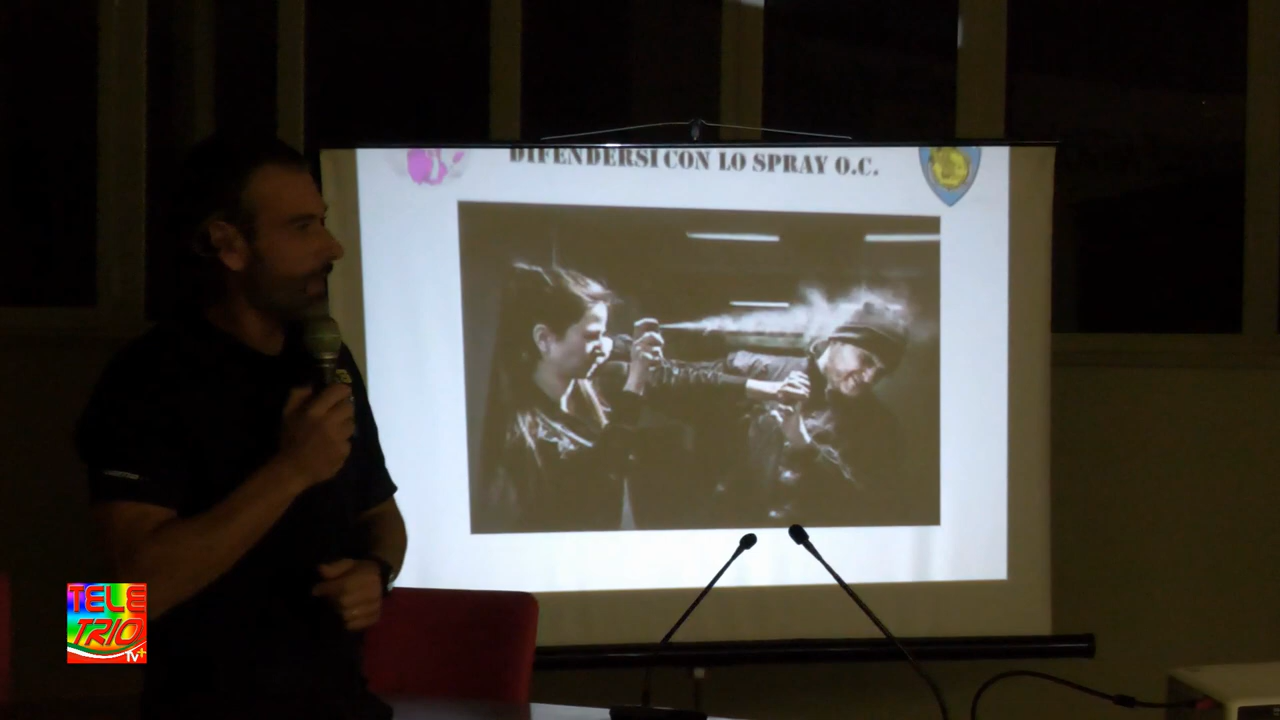 DIFENDERSI CON LO SPRAY O.C.
TELE
TRIO
TV+